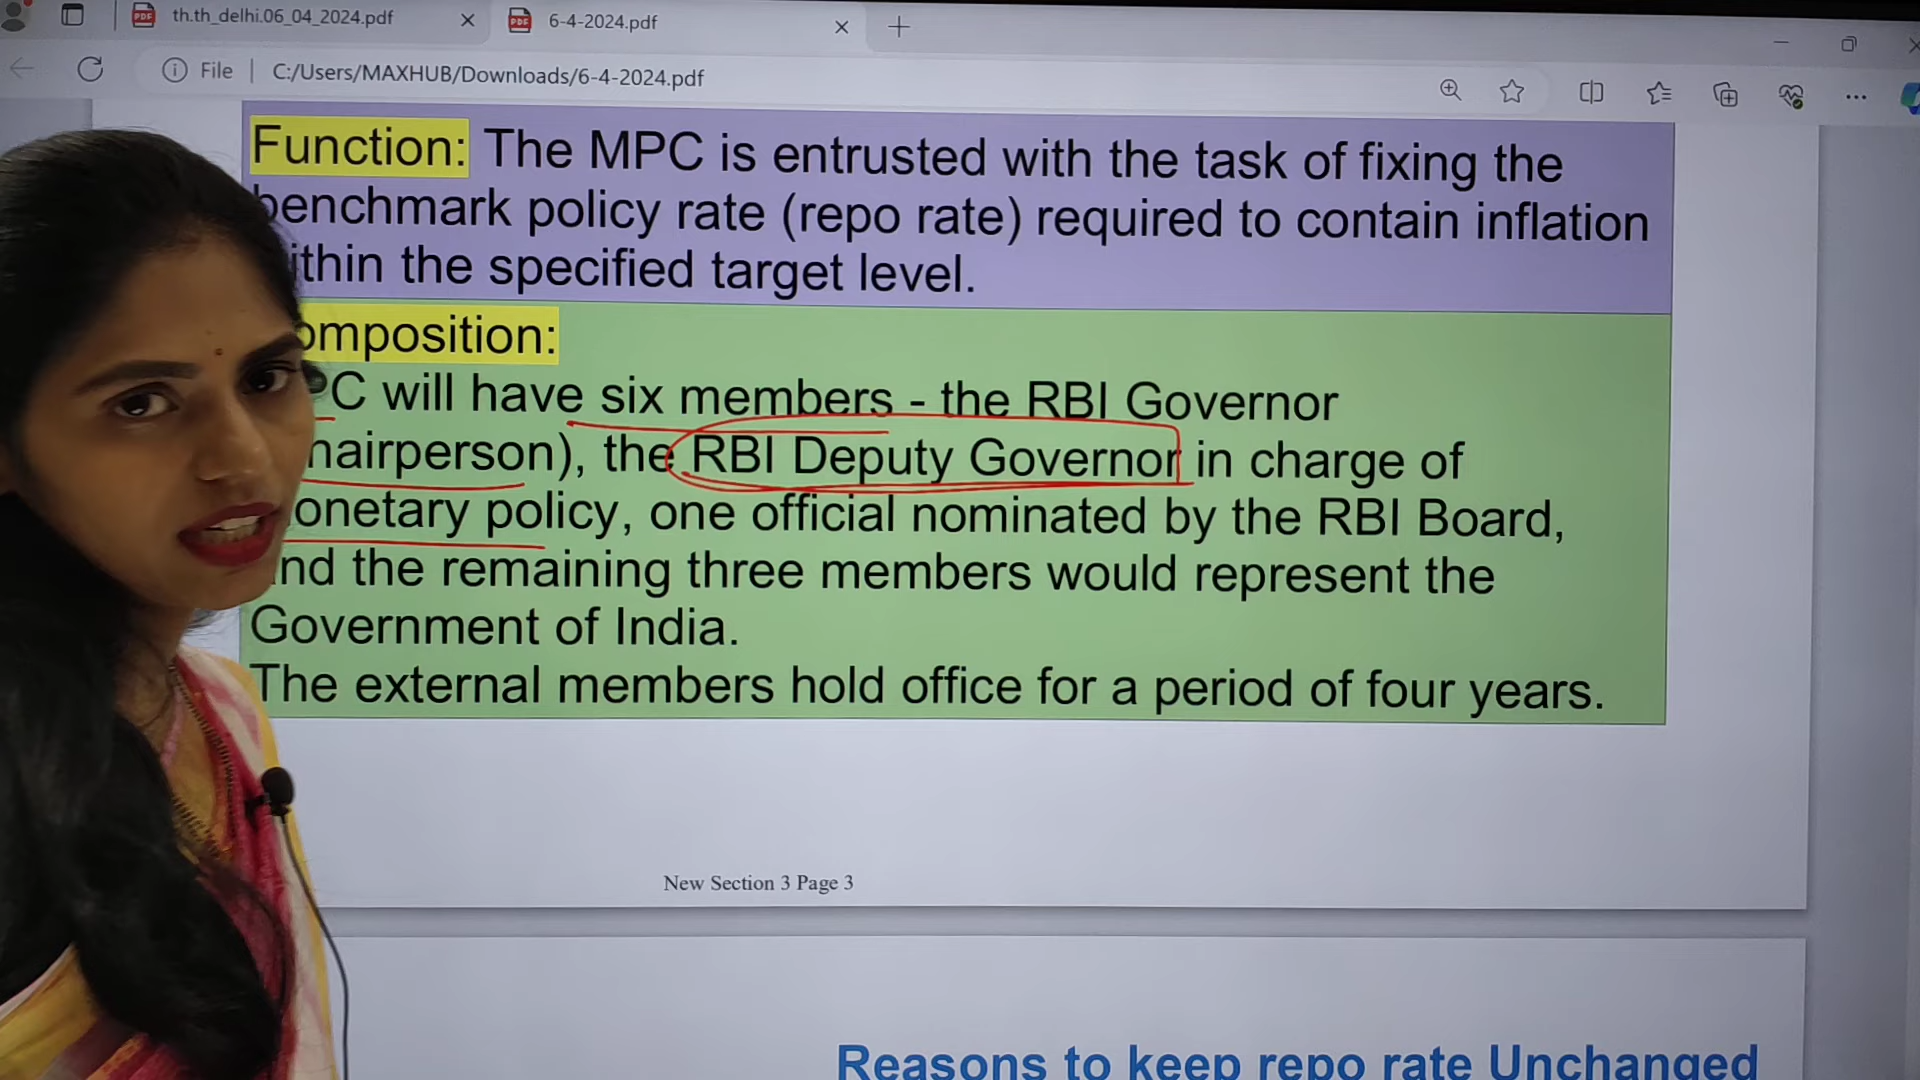 th.th_delhi.06_04_2024.pdf
6-4-2024.pdf
File C:/Users/MAXHUB/Downloads/6-4-2024.pdf
Function: The MPC is entrusted with the task of fixing the
benchmark policy rate (repo rate) required to contain inflation
ithin the specified target level.
omposition:
PC will have six members - the RBI Governor
hairperson), the RBI Deputy Governor in charge of
onetary policy, one official nominated by the RBI Board,
nd the remaining three members would represent the
Government of India.
The external members hold office for a period of four years.
New Section 3 Page 3
Reasons to keep repo rate Unchanged